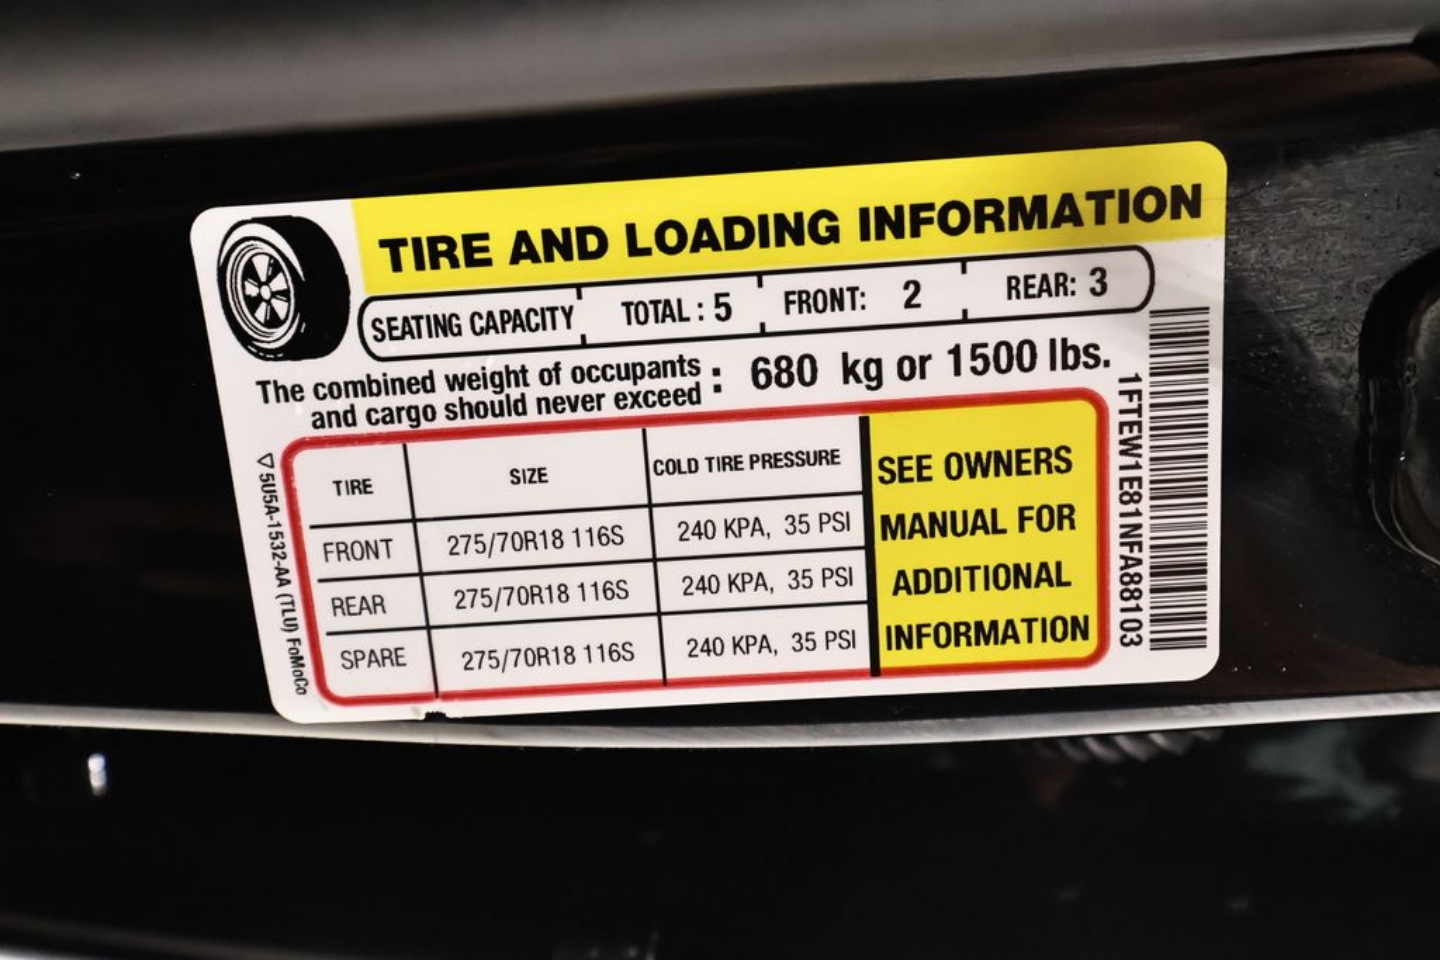 TIRE AND LOADING INFORMATION
SEATING CAPACITY TOTAL : 5 FRONT: 2 REAR: 3
The combined weight of occupants
and cargo should never exceed : 680 kg or 1500 lbs.
TIRE SIZE COLD TIRE PRESSURE
FRONT 275/70R18 116S 240 KPA, 35 PSI
REAR 275/70R18 116S 240 KPA, 35 PSI
SPARE 275/70R18 116S 240 KPA, 35 PSI
SEE OWNERS
MANUAL FOR
ADDITIONAL
INFORMATION
5U5A-1532-AA (TLU) FoMoCo
1FTEW1E81NFA88103